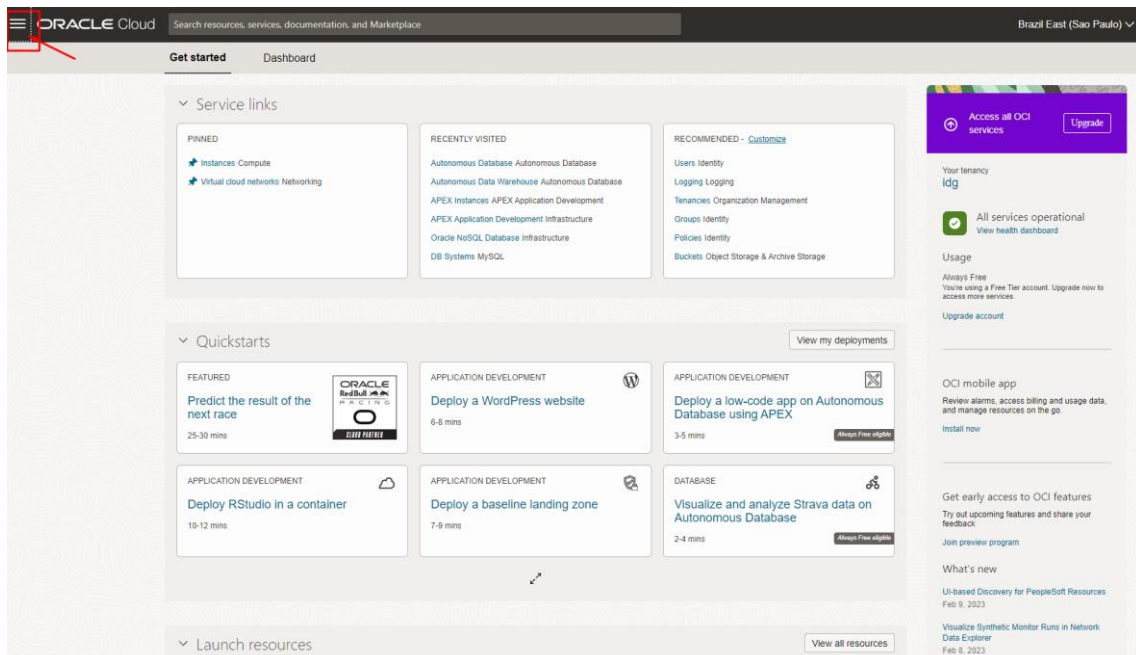 ORACLE Cloud
Search resources, services, documentation, and Marketplace
Brazil East (Sao Paulo)
Get started
Dashboard
Service links
PINNED
Instances Compute
Virtual cloud networks Networking
RECENTLY VISITED
Autonomous Database Autonomous Database
Autonomous Data Warehouse Autonomous Database
APEX Instances APEX Application Development
APEX Application Development Infrastructure
Oracle NoSQL Database Infrastructure
DB Systems MySQL
RECOMMENDED - Customize
Users Identity
Logging Logging
Tenancies Organization Management
Groups Identity
Policies Identity
Buckets Object Storage & Archive Storage
Quickstarts
View my deployments
FEATURED
Predict the result of the
next race
25-30 mins
ORACLE
Red Bull
RACING
CLOUD PARTNER
APPLICATION DEVELOPMENT
Deploy a WordPress website
6-8 mins
APPLICATION DEVELOPMENT
Deploy a low-code app on Autonomous
Database using APEX
3-5 mins
Always Free eligible
APPLICATION DEVELOPMENT
Deploy RStudio in a container
10-12 mins
APPLICATION DEVELOPMENT
Deploy a baseline landing zone
7-9 mins
DATABASE
Visualize and analyze Strava data on
Autonomous Database
2-4 mins
Always Free eligible
Launch resources
View all resources
Access all OCI
services
Upgrade
Your tenancy
idg
All services operational
View health dashboard
Usage
Always Free
You're using a Free Tier account. Upgrade now to
access more services.
Upgrade account
OCI mobile app
Review alarms, access billing and usage data,
and manage resources on the go.
Install now
Get early access to OCI features
Try out upcoming features and share your
feedback
Join preview program
What's new
UI-based Discovery for PeopleSoft Resources
Feb 9, 2023
Visualize Synthetic Monitor Runs in Network
Data Explorer
Feb 8, 2023